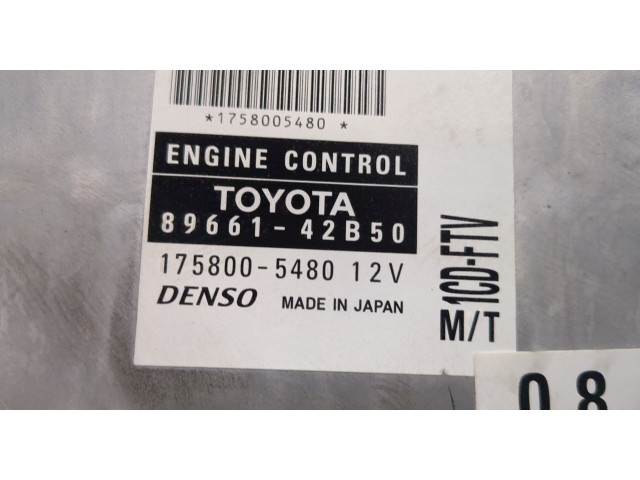 *1758005480*
ENGINE CONTROL
TOYOTA
89661-42B50
175800-5480 12V
DENSO MADE IN JAPAN
1CD-FTV
M/T
08